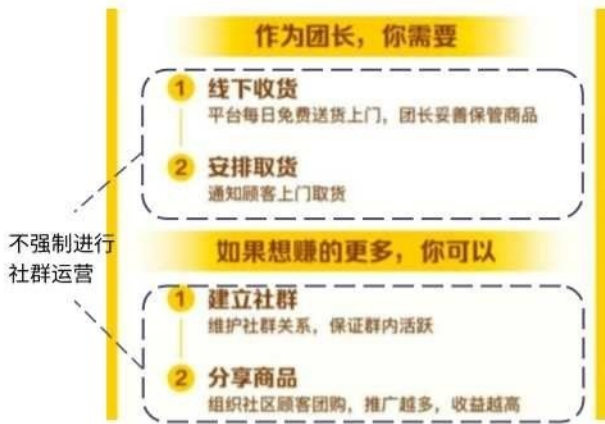 作为团长，你需要
1 线下收货
平台每日免费送货上门，团长妥善保管商品
2 安排取货
通知顾客上门取货
不强制进行
社群运营
如果想赚的更多，你可以
1 建立社群
维护社群关系，保证群内活跃
2 分享商品
组织社区顾客团购，推广越多，收益越高